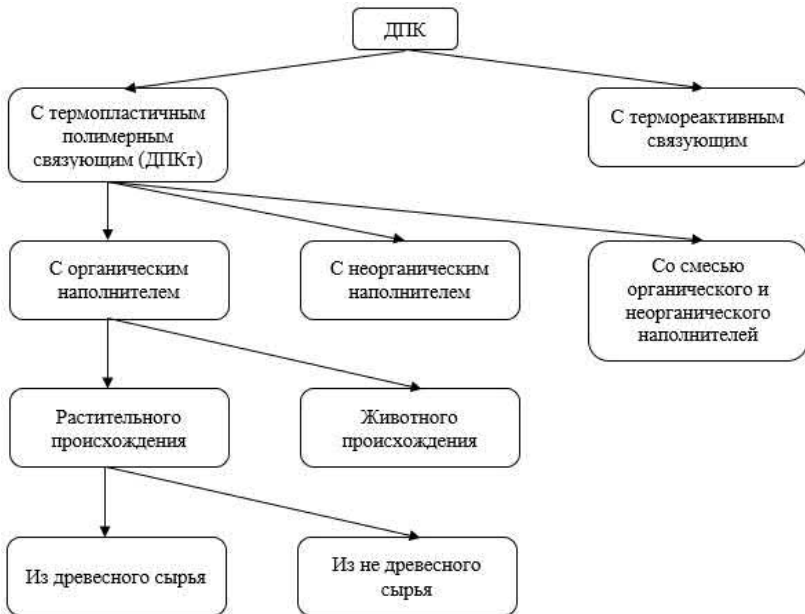 ДПК
С термопластичным
полимерным
связующим (ДПКт)
С термореактивным
связующим
С органическим
наполнителем
С неорганическим
наполнителем
Со смесью
органического и
неорганического
наполнителей
Растительного
происхождения
Животного
происхождения
Из древесного сырья
Из не древесного
сырья